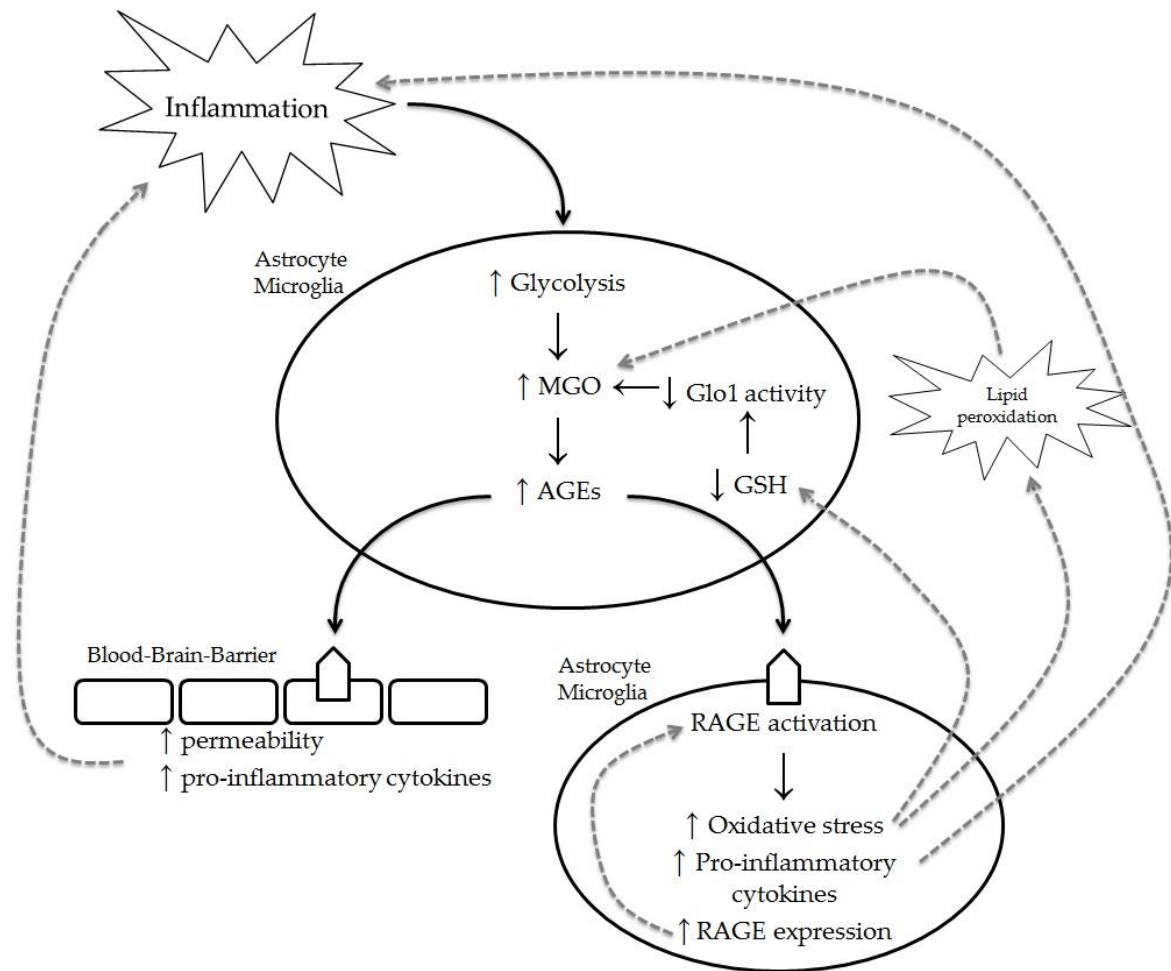 Inflammation
Astrocyte
Microglia
↑ Glycolysis
↑ MGO
↓ Glo1 activity
Lipid
peroxidation
↑ AGEs
↓ GSH
Blood-Brain-Barrier
↑ permeability
↑ pro-inflammatory cytokines
Astrocyte
Microglia
RAGE activation
↑ Oxidative stress
↑ Pro-inflammatory
cytokines
↑ RAGE expression